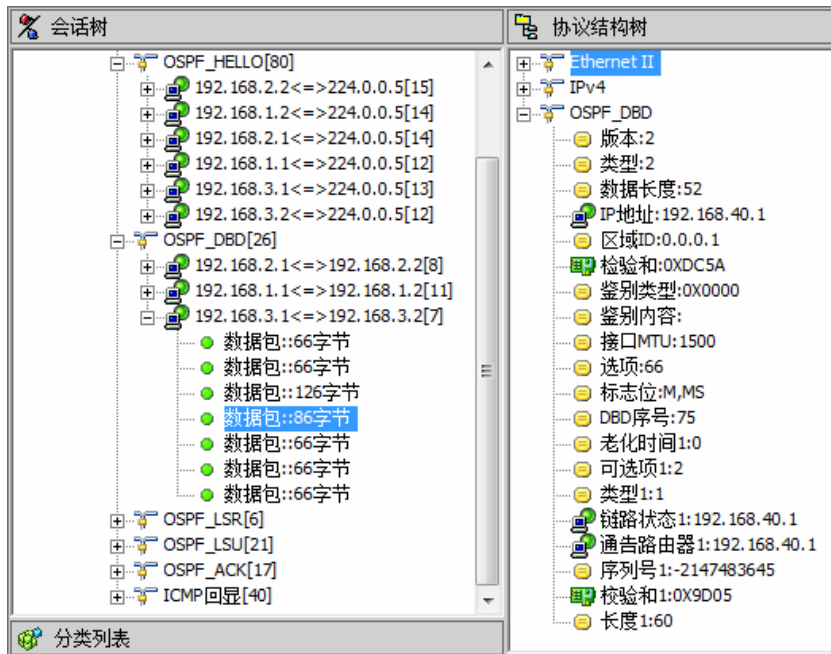 会话树
OSPF_HELLO[80]
192.168.2.2<=>224.0.0.5[15]
192.168.1.2<=>224.0.0.5[14]
192.168.2.1<=>224.0.0.5[14]
192.168.1.1<=>224.0.0.5[12]
192.168.3.1<=>224.0.0.5[13]
192.168.3.2<=>224.0.0.5[12]
OSPF_DBD[26]
192.168.2.1<=>192.168.2.2[8]
192.168.1.1<=>192.168.1.2[11]
192.168.3.1<=>192.168.3.2[7]
数据包::66字节
数据包::66字节
数据包::126字节
数据包::86字节
数据包::66字节
数据包::66字节
数据包::66字节
OSPF_LSR[6]
OSPF_LSU[21]
OSPF_ACK[17]
ICMP回显[40]
分类列表
协议结构树
Ethernet II
IPv4
OSPF_DBD
版本:2
类型:2
数据长度:52
IP地址:192.168.40.1
区域ID:0.0.0.1
检验和:0XDC5A
鉴别类型:0X0000
鉴别内容:
接口MTU:1500
选项:66
标志位:M,MS
DBD序号:75
老化时间1:0
可选项1:2
类型1:1
链路状态1:192.168.40.1
通告路由器1:192.168.40.1
序列号1:-2147483645
校验和1:0X9D05
长度1:60